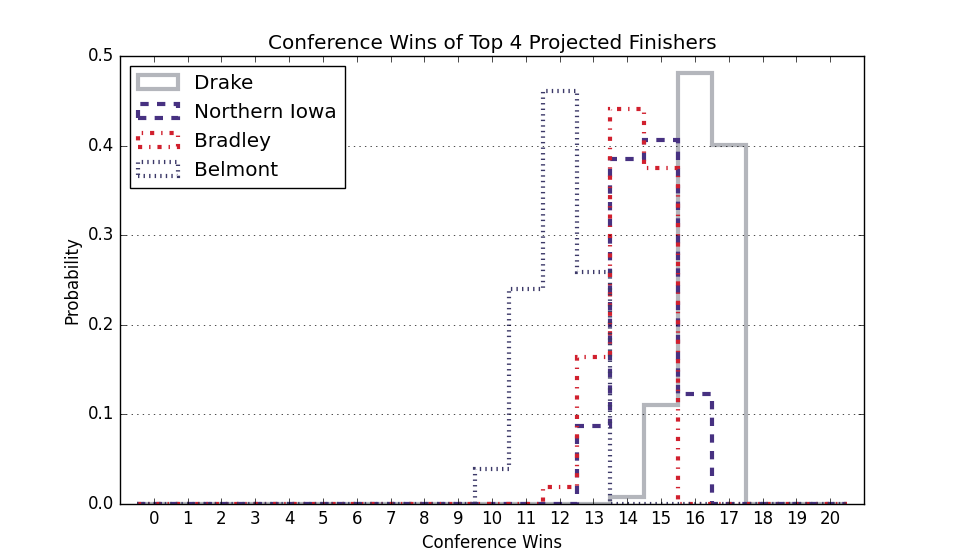 Conference Wins of Top 4 Projected Finishers
0.5
0.4
0.3
0.2
0.1
0.0
Probability
Drake
Northern Iowa
Bradley
Belmont
0 1 2 3 4 5 6 7 8 9 10 11 12 13 14 15 16 17 18 19 20
Conference Wins